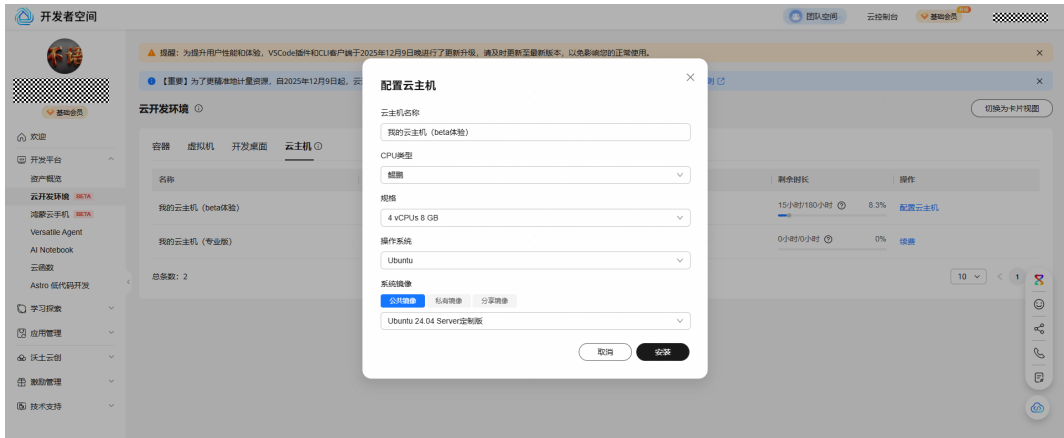 开发者空间
团队空间
云控制台
基础会员
不语
基础会员
提醒：为提升用户性能和体验，VSCode插件和CLI客户端于2025年12月9日晚进行了更新升级，请及时更新至最新版本，以免影响您的正常使用。
【重要】为了更精准地计量资源，自2025年12月9日起，云
则
云开发环境
切换为卡片视图
容器 虚拟机 开发桌面 云主机
名称 剩余时长 操作
我的云主机（beta体验） 15小时/180小时 8.3% 配置云主机
我的云主机（专业版） 0小时/0小时 0% 续费
总条数：2
10 1
欢迎
开发平台
资产概览
云开发环境 BETA
鸿蒙云手机 BETA
Versatile Agent
AI Notebook
云函数
Astro 低代码开发
学习探索
应用管理
沃土云创
激励管理
技术支持
配置云主机
云主机名称
我的云主机（beta体验）
CPU类型
鲲鹏
规格
4 vCPUs 8 GB
操作系统
Ubuntu
系统镜像
公共镜像 私有镜像 分享镜像
Ubuntu 24.04 Server定制版
取消 安装